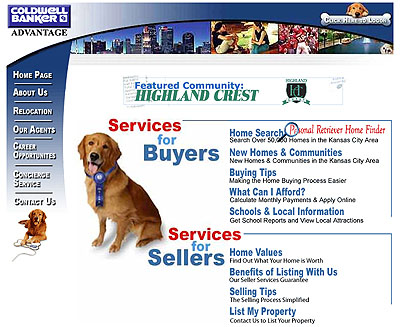 COLDWELL
BANKER
ADVANTAGE
CLICK HERE TO LOGON!
HOME PAGE
ABOUT US
RELOCATION
OUR AGENTS
CAREER
OPPORTUNITIES
CONCIERGE
SERVICE
CONTACT US
Featured Community:
HIGHLAND CREST
HIGHLAND
Services
for
Buyers
Home Search Personal Retriever Home Finder
Search Over 50,000 Homes in the Kansas City Area
New Homes & Communities
New Homes & Communities in the Kansas City Area
Buying Tips
Making the Home Buying Process Easier
What Can I Afford?
Calculate Monthly Payments & Apply Online
Schools & Local Information
Get School Reports and View Local Attractions
Services
for
Sellers
Home Values
Find Out What Your Home is Worth
Benefits of Listing With Us
Our Seller Services Guarantee
Selling Tips
The Selling Process Simplified
List My Property
Contact Us to List Your Property